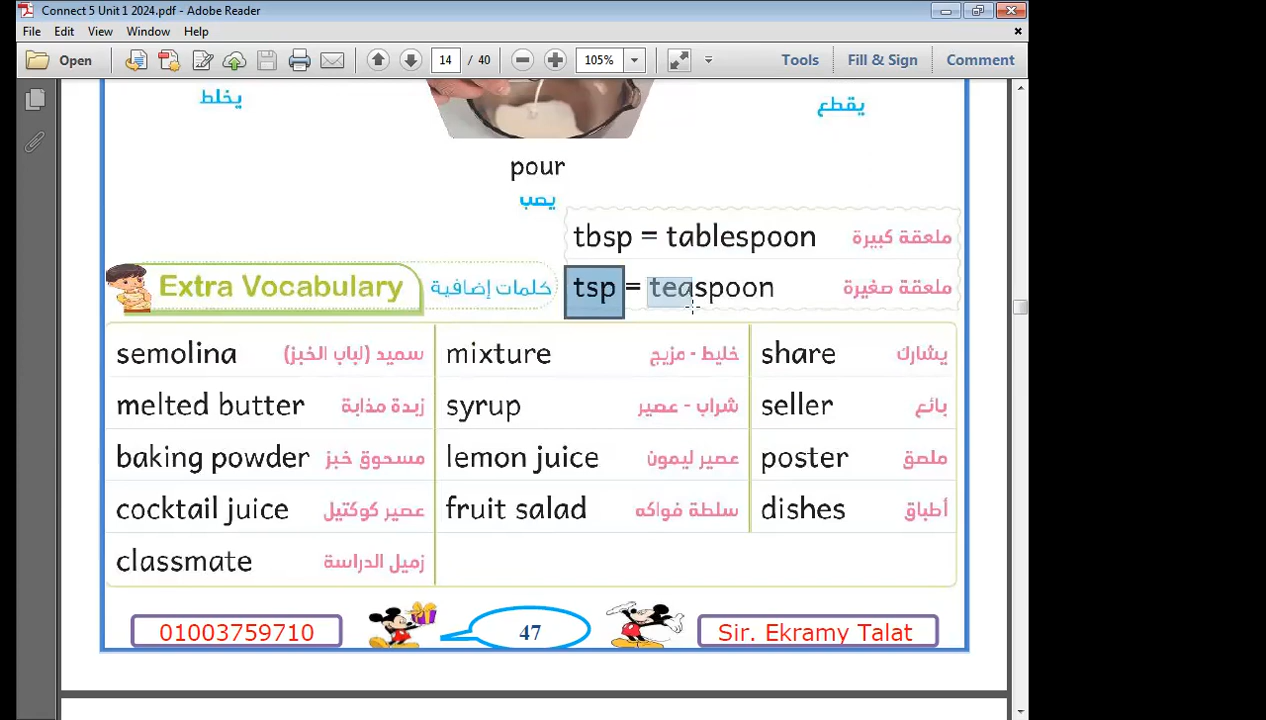 Connect 5 Unit 1 2024.pdf - Adobe Reader
File Edit View Window Help
Open 14 / 40 105% Tools Fill & Sign Comment
يخلط
يقطع
pour
يصب
tbsp = tablespoon ملعقة كبيرة
tsp = teaspoon ملعقة صغيرة
Extra Vocabulary كلمات إضافية
semolina سميد (لباب الخبز) mixture خليط - مزيج share يشارك
melted butter زبدة مذابة syrup شراب - عصير seller بائع
baking powder مسحوق خبز lemon juice عصير ليمون poster ملصق
cocktail juice عصير كوكتيل fruit salad سلطة فواكه dishes أطباق
classmate زميل الدراسة
01003759710 47 Sir. Ekramy Talat